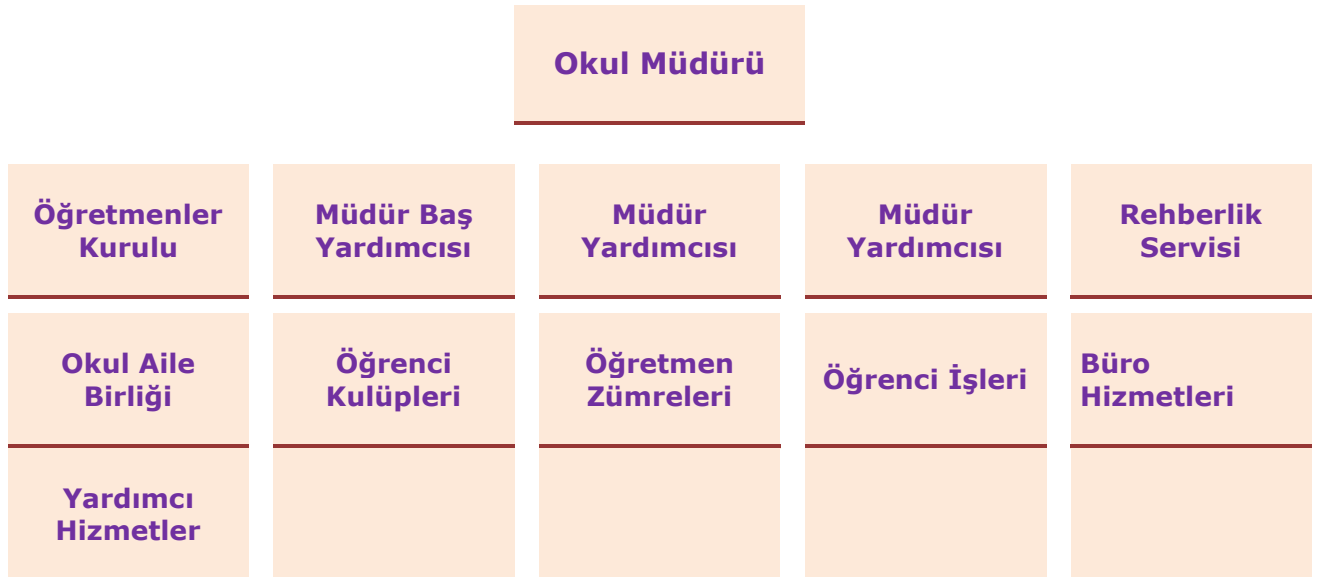 Okul Müdürü
Öğretmenler
Kurulu
Müdür Baş
Yardımcısı
Müdür
Yardımcısı
Müdür
Yardımcısı
Rehberlik
Servisi
Okul Aile
Birliği
Öğrenci
Kulüpleri
Öğretmen
Zümreleri
Öğrenci İşleri
Büro
Hizmetleri
Yardımcı
Hizmetler